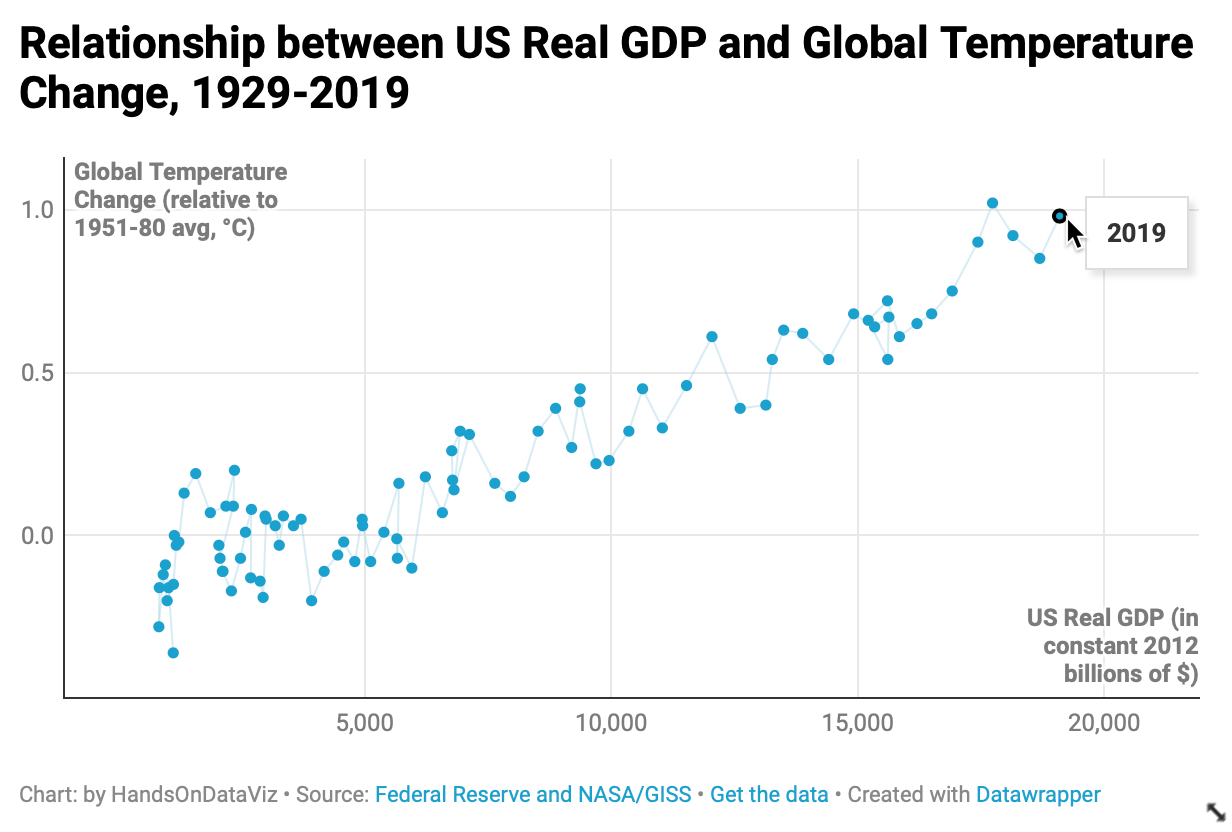 Relationship between US Real GDP and Global Temperature
Change, 1929-2019
Global Temperature
Change (relative to
1951-80 avg, °C)
1.0
2019
0.5
0.0
US Real GDP (in
constant 2012
billions of $)
5,000 10,000 15,000 20,000
Chart: by HandsOnDataViz • Source: Federal Reserve and NASA/GISS • Get the data • Created with Datawrapper